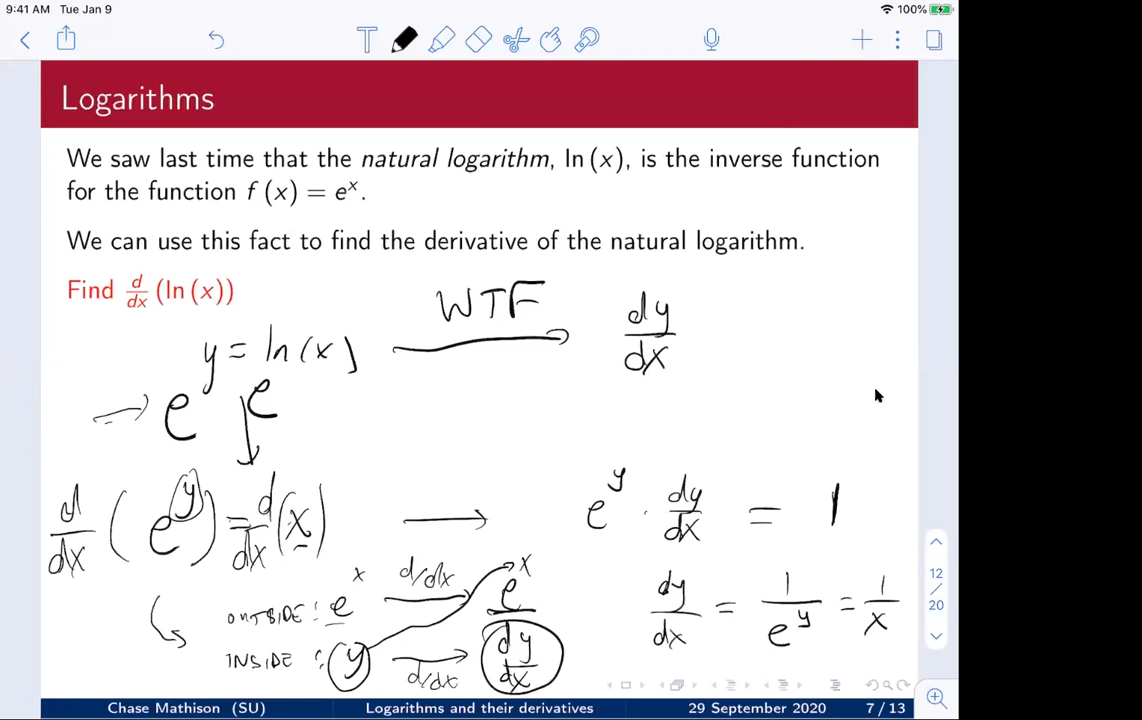 9:41 AM Tue Jan 9
100%
Logarithms
We saw last time that the natural logarithm, ln (x), is the inverse function
for the function f (x) = e^x.
We can use this fact to find the derivative of the natural logarithm.
Find d/dx (ln (x))
WTF
y = ln(x)
dy/dx
e e
d/dx (e^y) = d/dx (x)
e^y · dy/dx = 1
OUTSIDE: e^x d/dx e^x
INSIDE: y d/dx dy/dx
dy/dx = 1/e^y = 1/x
12
/
20
Chase Mathison (SU) Logarithms and their derivatives 29 September 2020 7 / 13